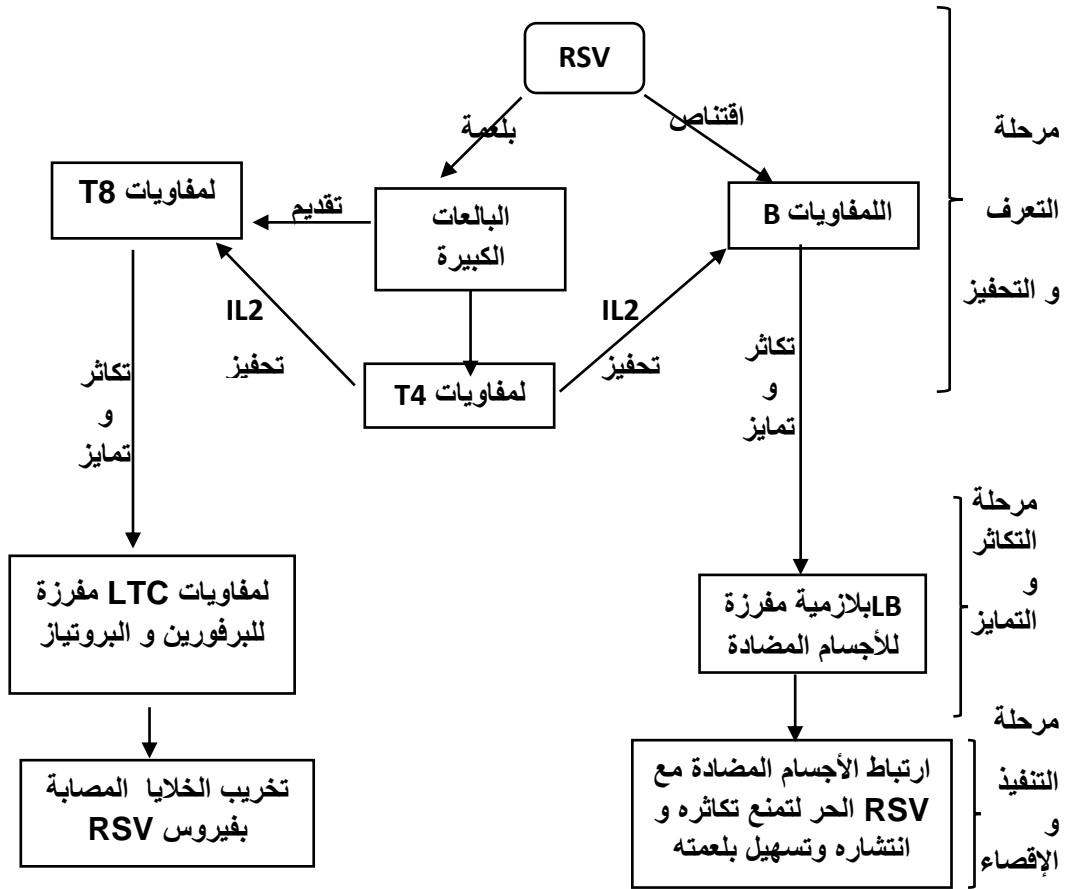 RSV
اقتناص
بلعمة
مرحلة
التعرف
و التحفيز
اللمفاويات B
البالعات
الكبيرة
تقديم
لمفاويات T8
IL2
تحفيز
IL2
تحفيز
لمفاويات T4
تكاثر
و
تمايز
تكاثر
و
تمايز
مرحلة
التكاثر
و
التمايز
LBبلازمية مفرزة
للأجسام المضادة
لمفاويات LTC مفرزة
للبرفورين و البروتياز
مرحلة
التنفيذ
و
الإقصاء
ارتباط الأجسام المضادة مع
RSV الحر لتمنع تكاثره و
انتشاره وتسهيل بلعمته
تخريب الخلايا المصابة
بفيروس RSV